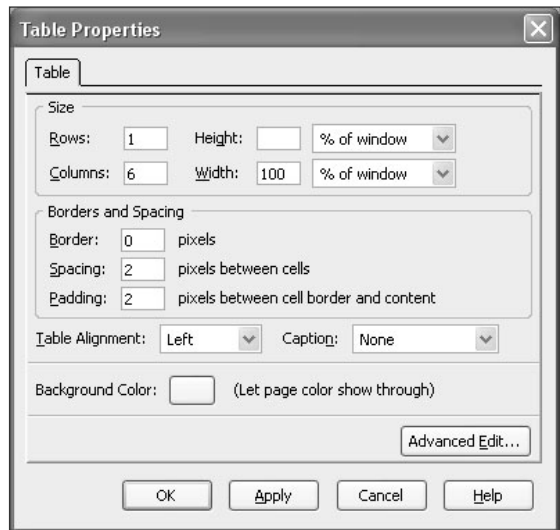 Table Properties
Table
Size
Rows: 1 Height: % of window
Columns: 6 Width: 100 % of window
Borders and Spacing
Border: 0 pixels
Spacing: 2 pixels between cells
Padding: 2 pixels between cell border and content
Table Alignment: Left Caption: None
Background Color: (Let page color show through)
Advanced Edit...
OK Apply Cancel Help